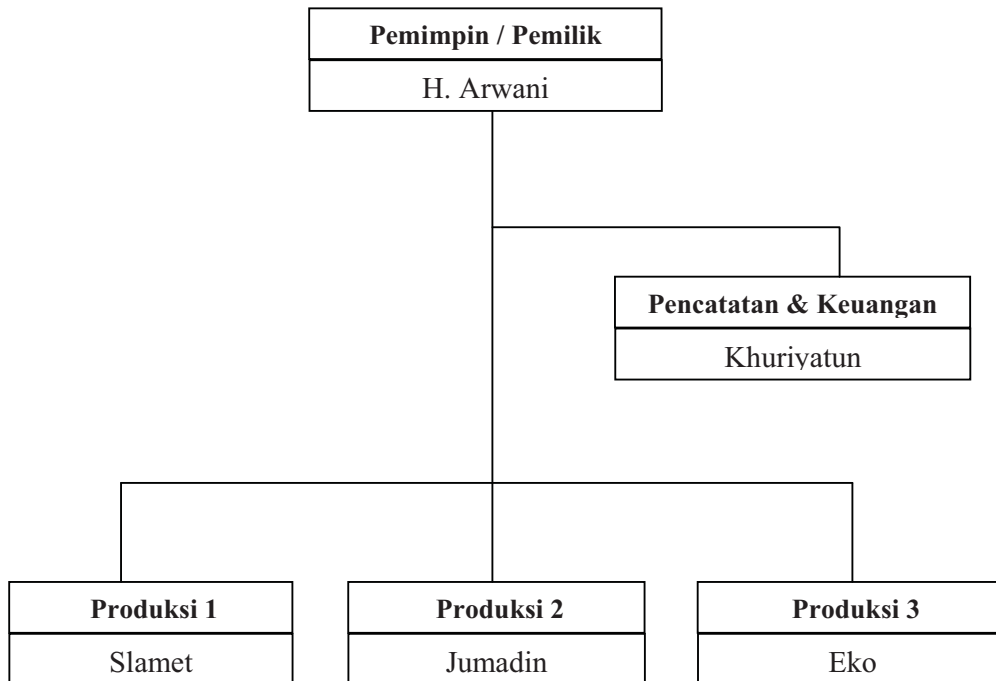 Pemimpin / Pemilik
H. Arwani
Pencatatan & Keuangan
Khuriyatun
Produksi 1
Slamet
Produksi 2
Jumadin
Produksi 3
Eko